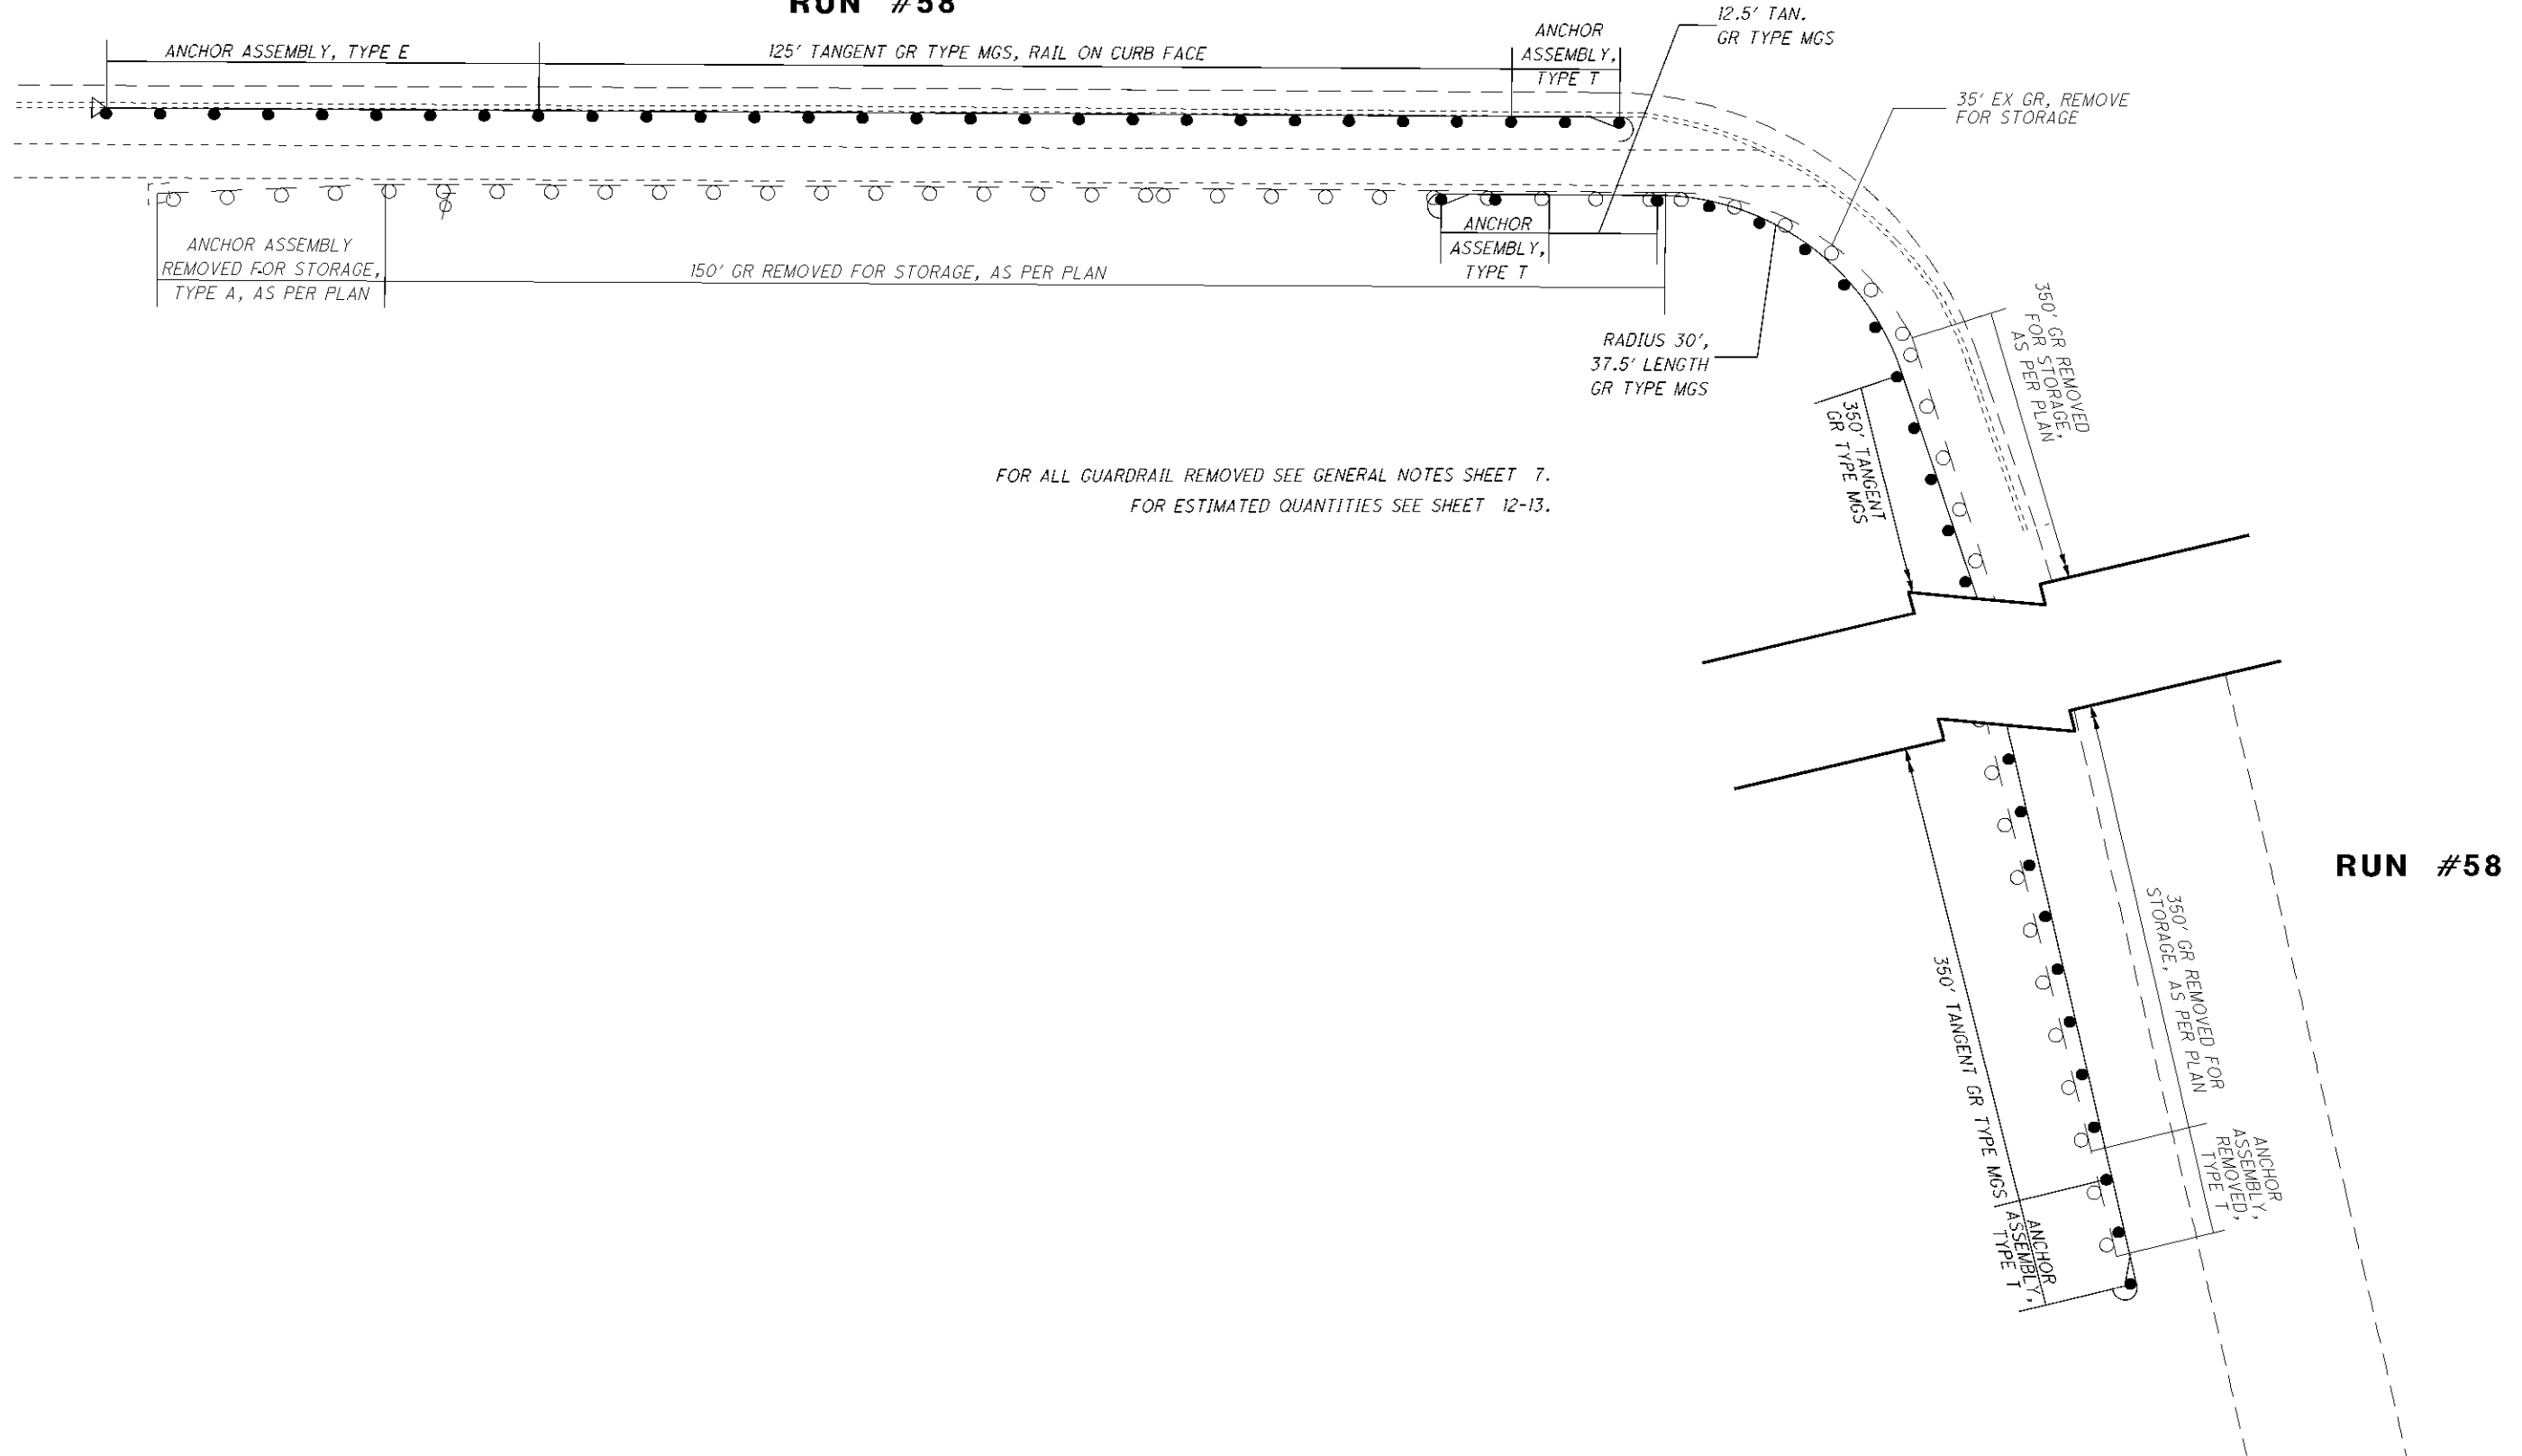 RUN #58
ANCHOR ASSEMBLY, TYPE E
125' TANGENT GR TYPE MGS, RAIL ON CURB FACE
ANCHOR
ASSEMBLY,
TYPE T
12.5' TAN.
GR TYPE MGS
35' EX GR, REMOVE
FOR STORAGE
ANCHOR ASSEMBLY
REMOVED FOR STORAGE,
TYPE A, AS PER PLAN
150' GR REMOVED FOR STORAGE, AS PER PLAN
ANCHOR
ASSEMBLY,
TYPE T
RADIUS 30',
37.5' LENGTH
GR TYPE MGS
350' GR REMOVED
FOR STORAGE,
AS PER PLAN
350' TANGENT
GR TYPE MGS
FOR ALL GUARDRAIL REMOVED SEE GENERAL NOTES SHEET 7.
FOR ESTIMATED QUANTITIES SEE SHEET 12-13.
RUN #58
350' GR REMOVED FOR
STORAGE, AS PER PLAN
350' TANGENT GR TYPE MGS
ANCHOR
ASSEMBLY,
REMOVED,
TYPE T
ANCHOR
ASSEMBLY,
TYPE T